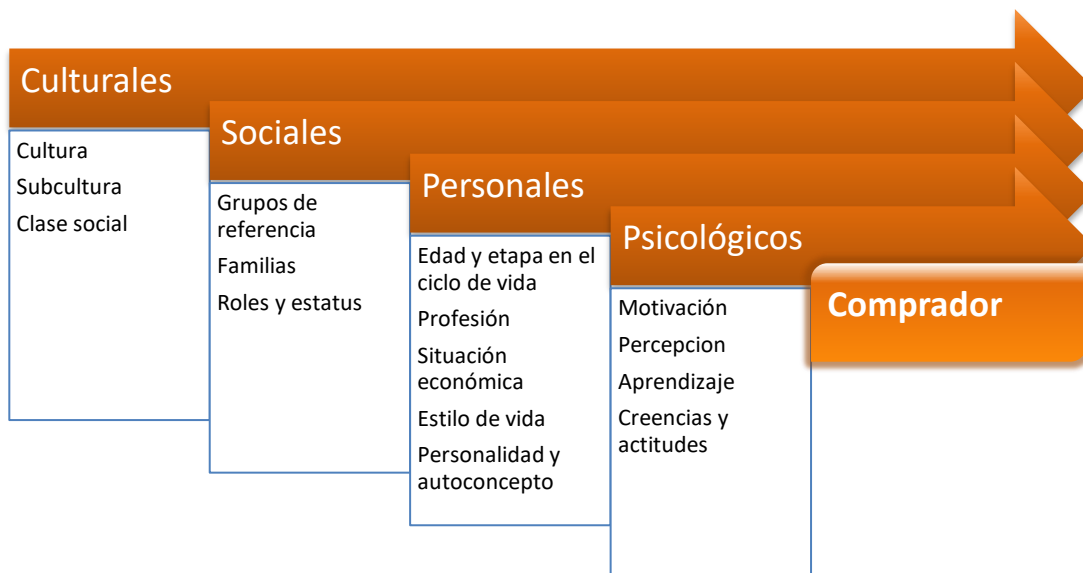 Culturales
Cultura
Subcultura
Clase social
Sociales
Grupos de
referencia
Familias
Roles y estatus
Personales
Edad y etapa en el
ciclo de vida
Profesión
Situación
económica
Estilo de vida
Personalidad y
autoconcepto
Psicológicos
Motivación
Percepcion
Aprendizaje
Creencias y
actitudes
Comprador